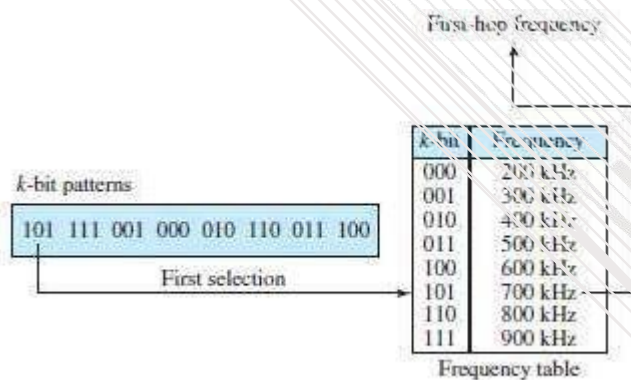 First-hop frequency
k-bit Frequency
000 200 kHz
001 300 kHz
010 400 kHz
011 500 kHz
100 600 kHz
101 700 kHz
110 800 kHz
111 900 kHz
Frequency table
k-bit patterns
101 111 001 000 010 110 011 100
First selection